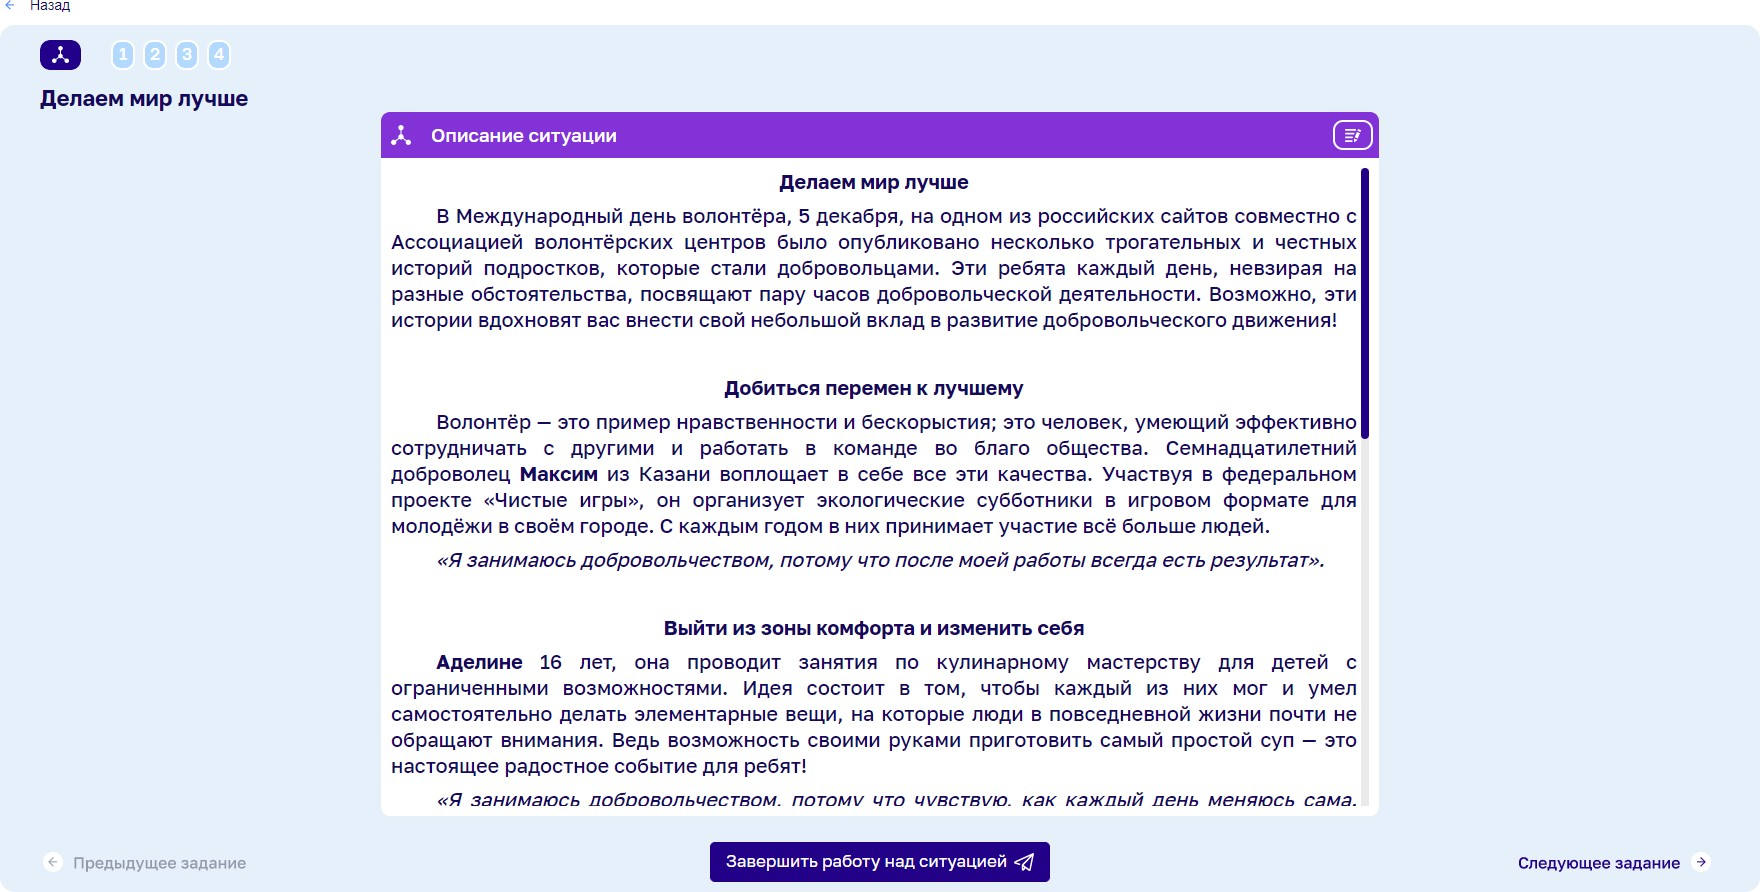 Назад
1 2 3 4
Делаем мир лучше
Описание ситуации
Делаем мир лучше
В Международный день волонтёра, 5 декабря, на одном из российских сайтов совместно с
Ассоциацией волонтёрских центров было опубликовано несколько трогательных и честных
историй подростков, которые стали добровольцами. Эти ребята каждый день, невзирая на
разные обстоятельства, посвящают пару часов добровольческой деятельности. Возможно, эти
истории вдохновят вас внести свой небольшой вклад в развитие добровольческого движения!
Добиться перемен к лучшему
Волонтёр — это пример нравственности и бескорыстия; это человек, умеющий эффективно
сотрудничать с другими и работать в команде во благо общества. Семнадцатилетний
доброволец Максим из Казани воплощает в себе все эти качества. Участвуя в федеральном
проекте «Чистые игры», он организует экологические субботники в игровом формате для
молодёжи в своём городе. С каждым годом в них принимает участие всё больше людей.
«Я занимаюсь добровольчеством, потому что после моей работы всегда есть результат».
Выйти из зоны комфорта и изменить себя
Аделине 16 лет, она проводит занятия по кулинарному мастерству для детей с
ограниченными возможностями. Идея состоит в том, чтобы каждый из них мог и умел
самостоятельно делать элементарные вещи, на которые люди в повседневной жизни почти не
обращают внимания. Ведь возможность своими руками приготовить самый простой суп — это
настоящее радостное событие для ребят!
«Я занимаюсь добровольчеством, потому что чувствую, как каждый день меняюсь сама.
Предыдущее задание
Завершить работу над ситуацией
Следующее задание